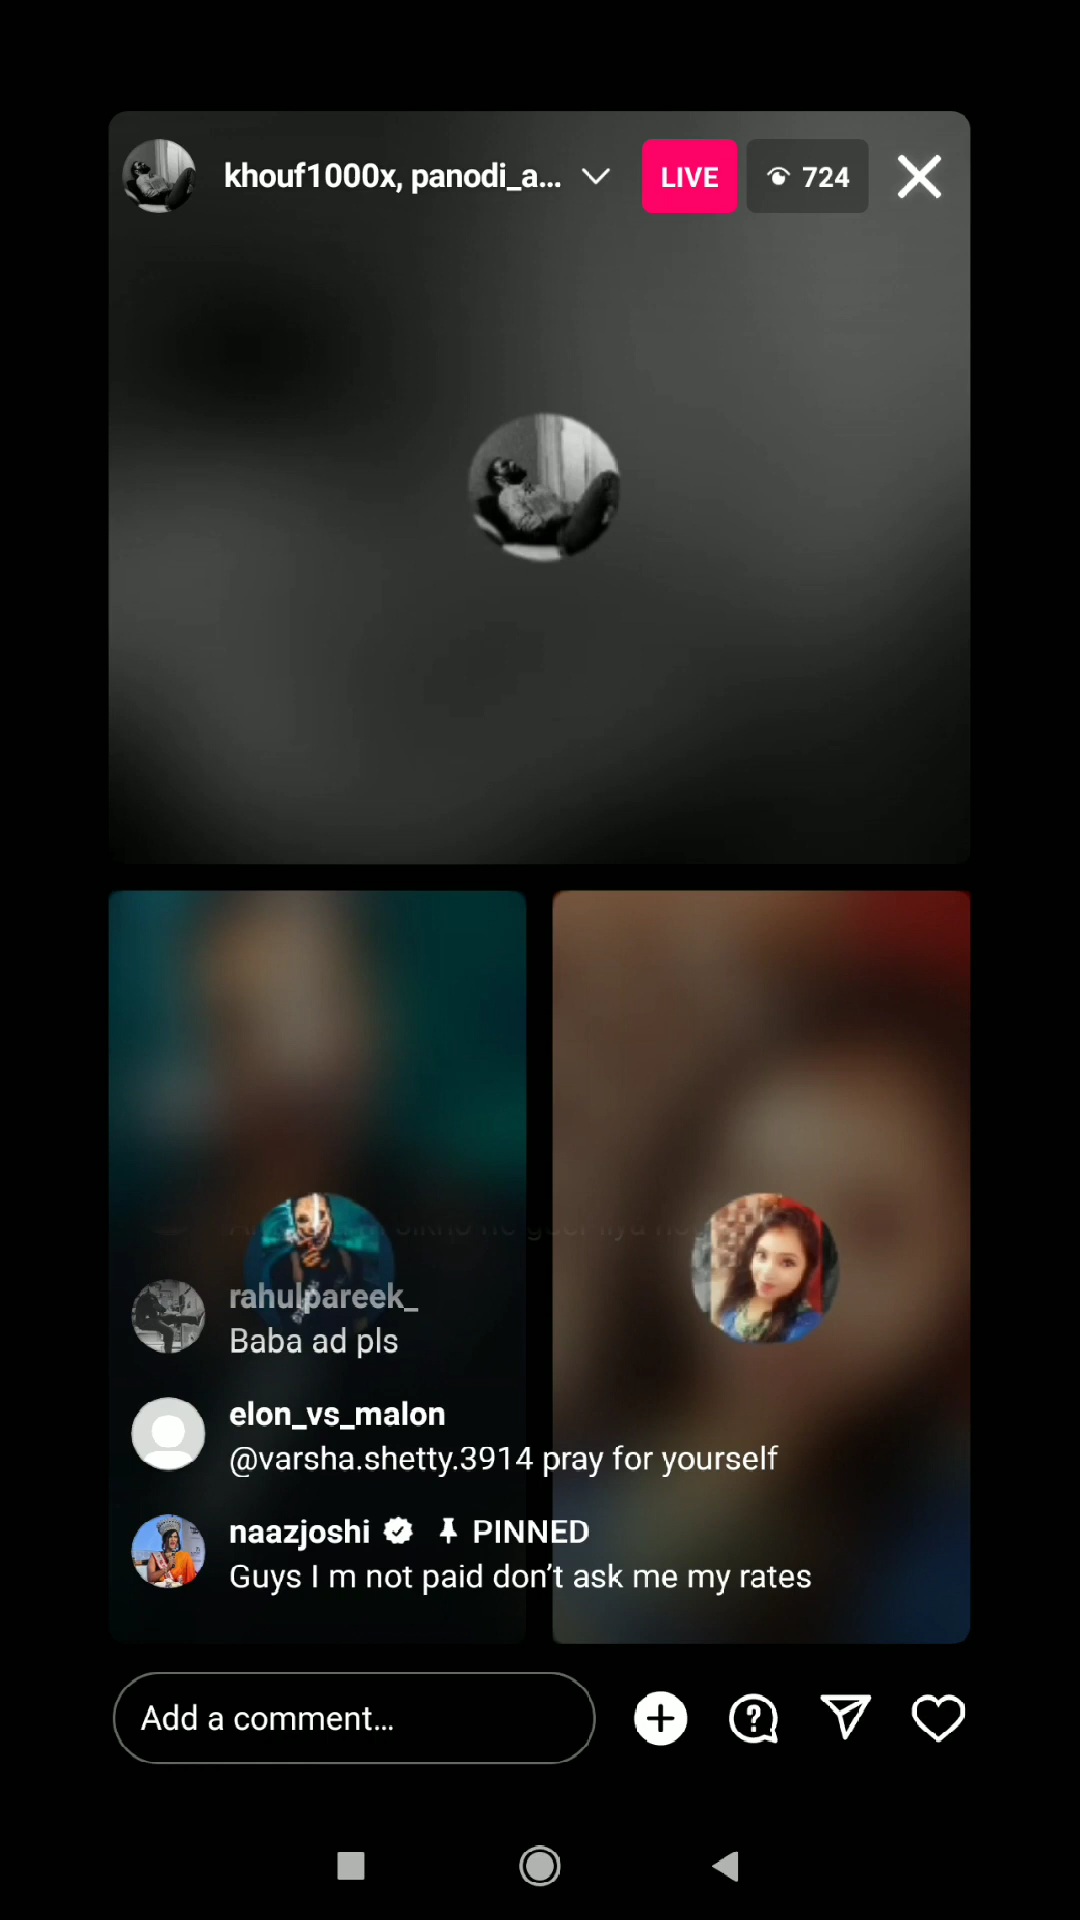 khouf1000x, panodi_a...
LIVE
724
rahulpareek_
Baba ad pls
elon_vs_malon
@varsha.shetty.3914 pray for yourself
naazjoshi PINNED
Guys I m not paid don't ask me my rates
Add a comment...